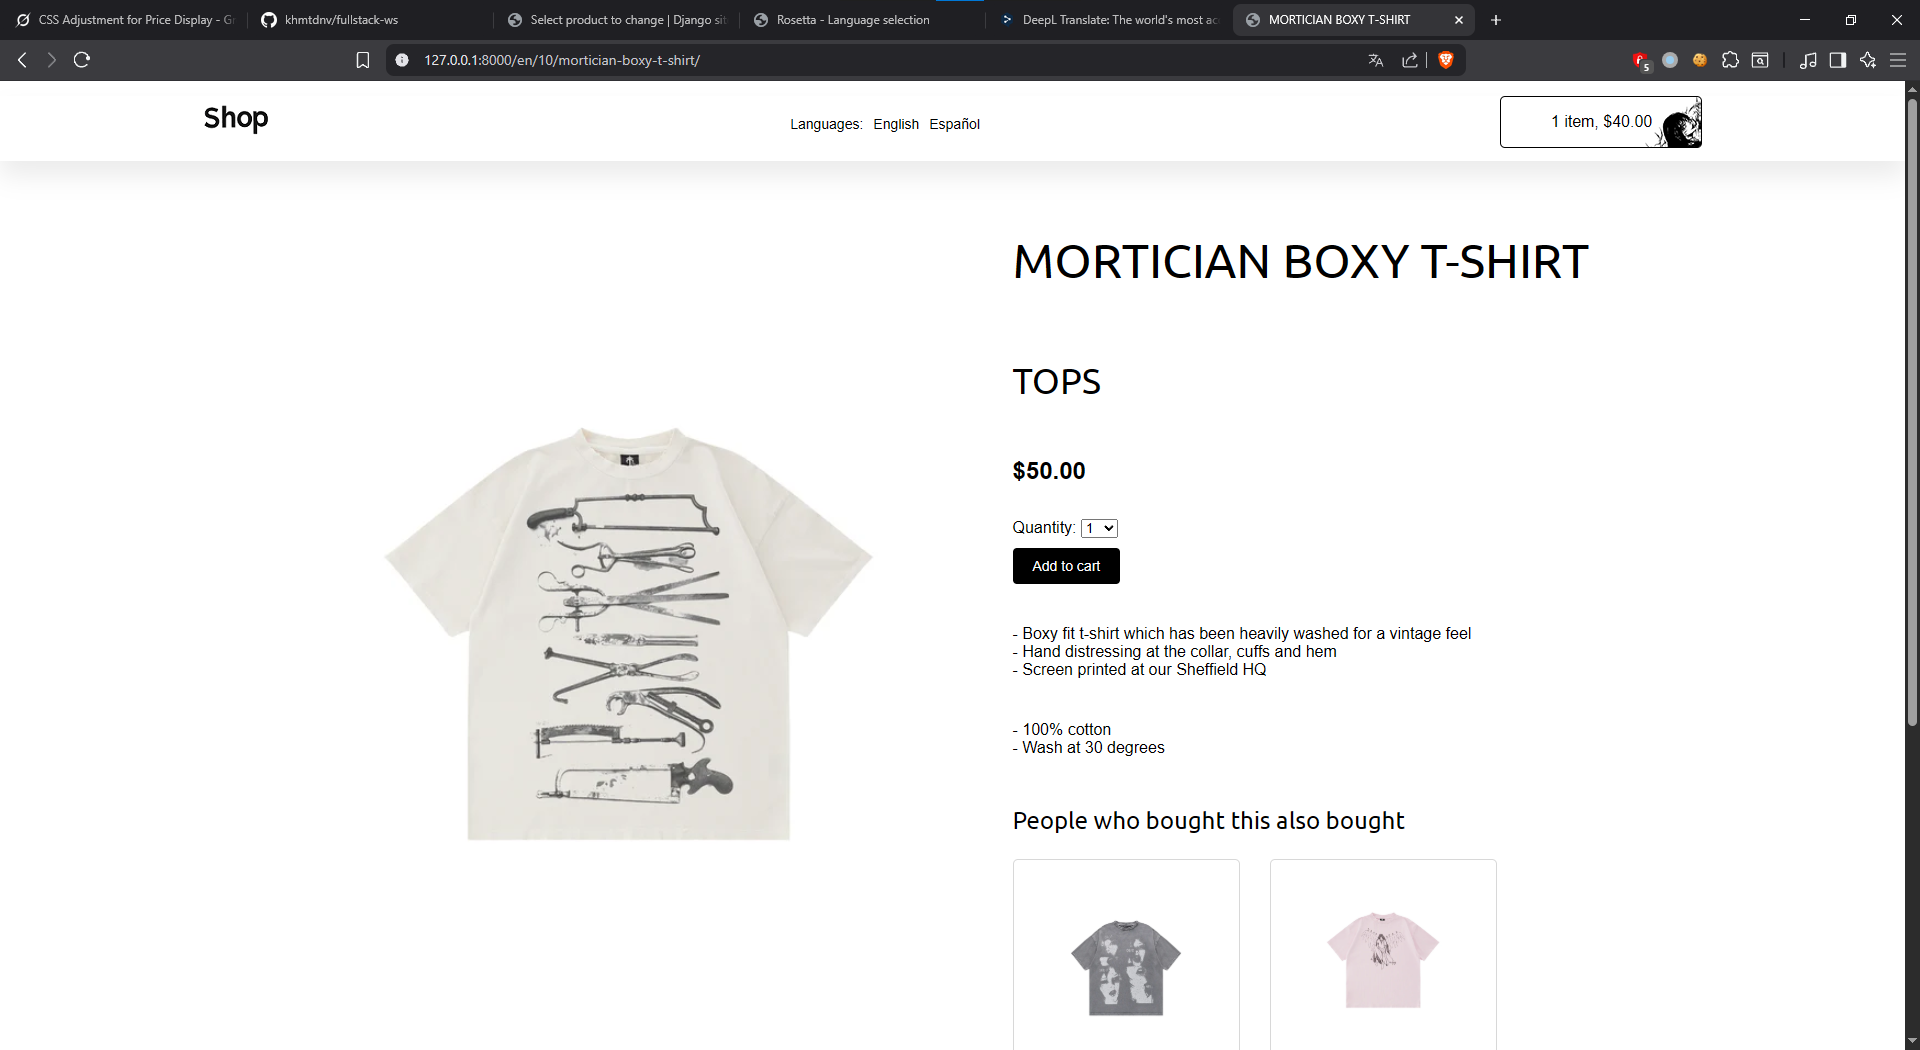 CSS Adjustment for Price Display - Gr
khmtdnv/fullstack-ws
Select product to change | Django sit
Rosetta - Language selection
DeepL Translate: The world's most ac
MORTICIAN BOXY T-SHIRT
127.0.0.1:8000/en/10/mortician-boxy-t-shirt/
5
Shop
Languages: English Español
1 item, $40.00
MORTICIAN BOXY T-SHIRT
TOPS
$50.00
Quantity: 1
Add to cart
- Boxy fit t-shirt which has been heavily washed for a vintage feel
- Hand distressing at the collar, cuffs and hem
- Screen printed at our Sheffield HQ
- 100% cotton
- Wash at 30 degrees
People who bought this also bought